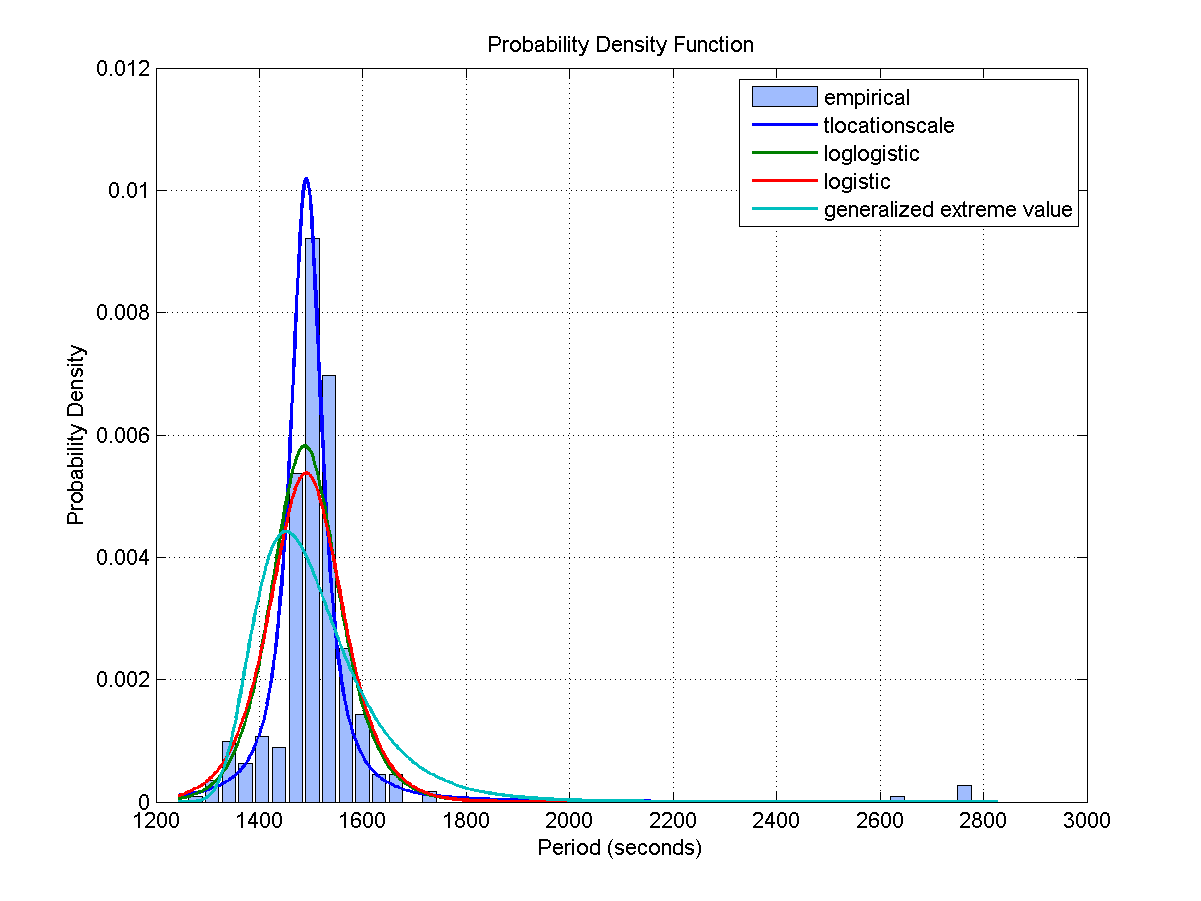 Probability Density Function
0.012
0.01
0.008
0.006
0.004
0.002
0
Probability Density
empirical
tlocationscale
loglogistic
logistic
generalized extreme value
1200 1400 1600 1800 2000 2200 2400 2600 2800 3000
Period (seconds)